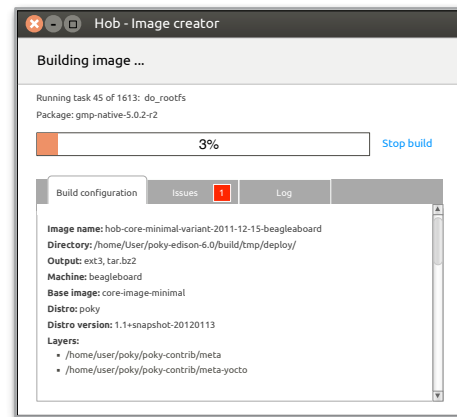 Hob - Image creator
Building image ...
Running task 45 of 1613: do_rootfs
Package: gmp-native-5.0.2-r2
3%
Stop build
Build configuration
Issues 1
Log
Image name: hob-core-minimal-variant-2011-12-15-beagleaboard
Directory: /home/User/poky-edison-6.0/build/tmp/deploy/
Output: ext3, tar.bz2
Machine: beagleboard
Base image: core-image-minimal
Distro: poky
Distro version: 1.1+snapshot-20120113
Layers:
▪ /home/user/poky/poky-contrib/meta
▪ /home/user/poky/poky-contrib/meta-yocto